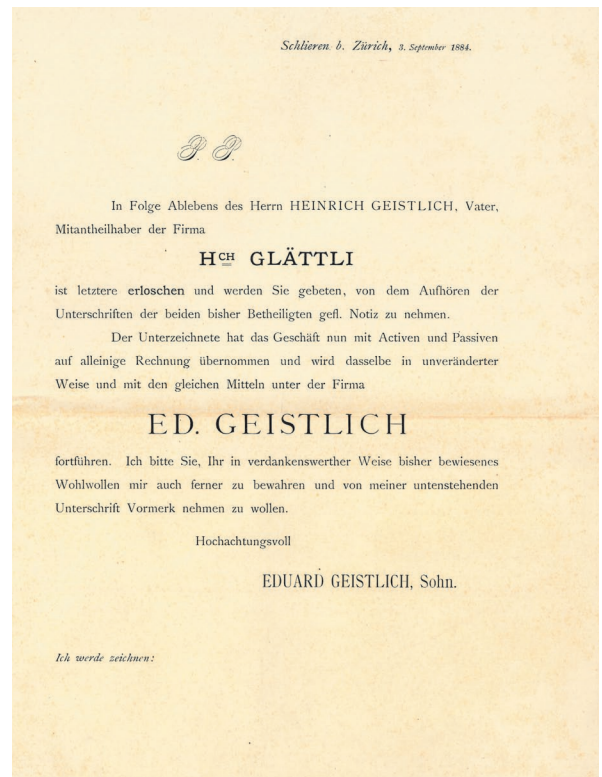 Schlieren b. Zürich, 3. September 1884.
P. P.
In Folge Ablebens des Herrn HEINRICH GEISTLICH, Vater,
Mitantheilhaber der Firma
HCH GLÄTTLI
ist letztere erloschen und werden Sie gebeten, von dem Aufhören der
Unterschriften der beiden bisher Betheiligten gefl. Notiz zu nehmen.
Der Unterzeichnete hat das Geschäft nun mit Activen und Passiven
auf alleinige Rechnung übernommen und wird dasselbe in unveränderter
Weise und mit den gleichen Mitteln unter der Firma
ED. GEISTLICH
fortführen. Ich bitte Sie, Ihr in verdankenswerther Weise bisher bewiesenes
Wohlwollen mir auch ferner zu bewahren und von meiner untenstehenden
Unterschrift Vormerk nehmen zu wollen.
Hochachtungsvoll
EDUARD GEISTLICH, Sohn.
Ich werde zeichnen: